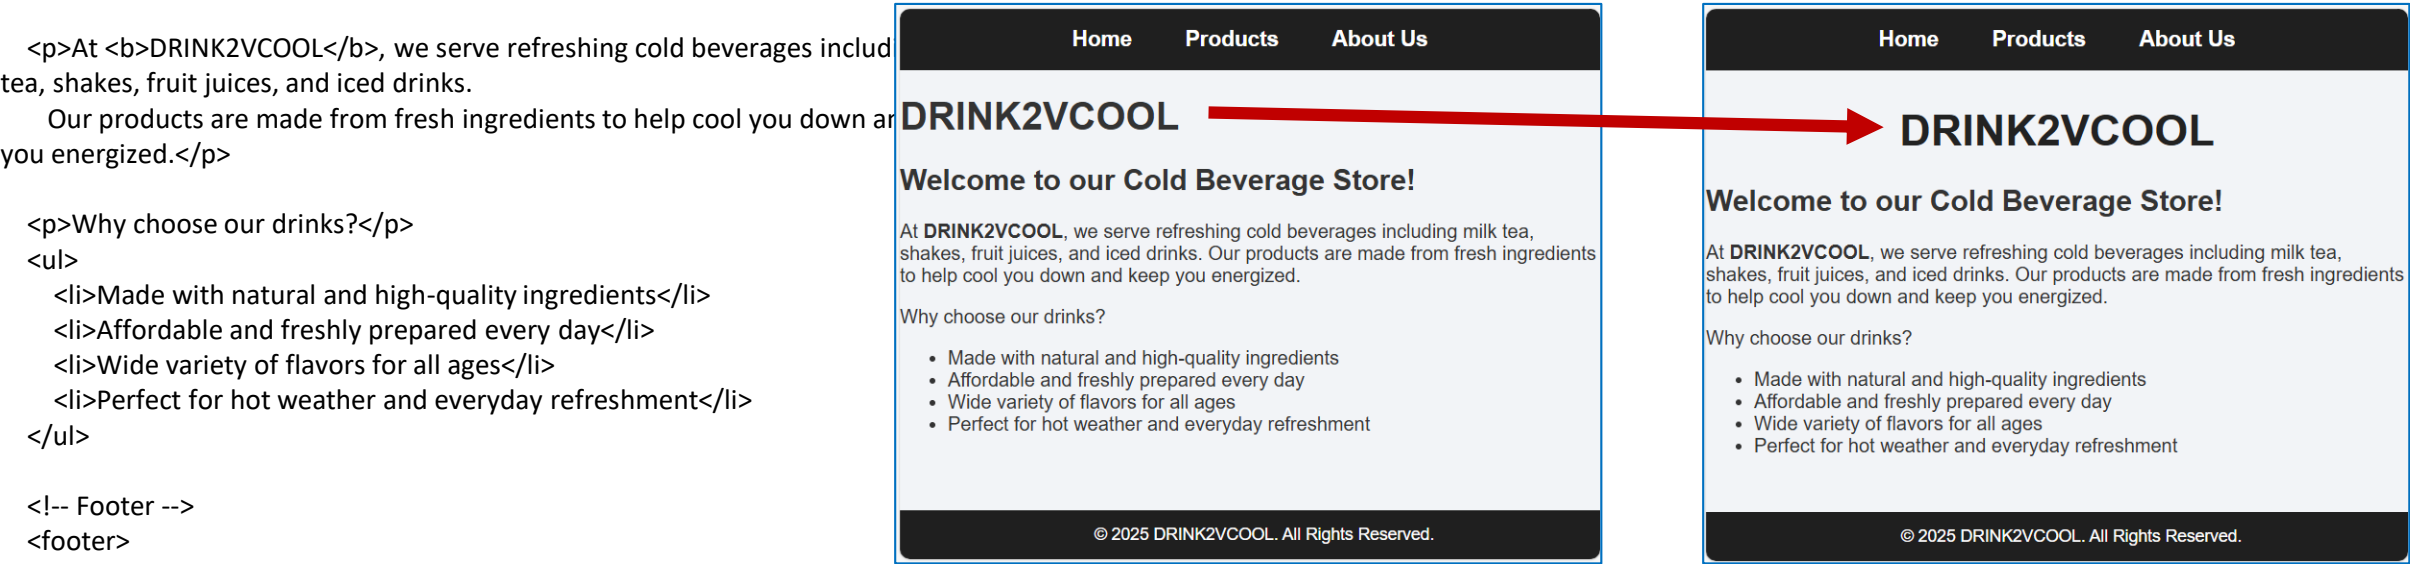 <p>At <b>DRINK2VCOOL</b>, we serve refreshing cold beverages includi
tea, shakes, fruit juices, and iced drinks.
Our products are made from fresh ingredients to help cool you down ar
you energized.</p>
<p>Why choose our drinks?</p>
<ul>
<li>Made with natural and high-quality ingredients</li>
<li>Affordable and freshly prepared every day</li>
<li>Wide variety of flavors for all ages</li>
<li>Perfect for hot weather and everyday refreshment</li>
</ul>
<!-- Footer -->
<footer>
Home Products About Us
DRINK2VCOOL
Welcome to our Cold Beverage Store!
At DRINK2VCOOL, we serve refreshing cold beverages including milk tea,
shakes, fruit juices, and iced drinks. Our products are made from fresh ingredients
to help cool you down and keep you energized.
Why choose our drinks?
• Made with natural and high-quality ingredients
• Affordable and freshly prepared every day
• Wide variety of flavors for all ages
• Perfect for hot weather and everyday refreshment
© 2025 DRINK2VCOOL. All Rights Reserved.
Home Products About Us
DRINK2VCOOL
Welcome to our Cold Beverage Store!
At DRINK2VCOOL, we serve refreshing cold beverages including milk tea,
shakes, fruit juices, and iced drinks. Our products are made from fresh ingredients
to help cool you down and keep you energized.
Why choose our drinks?
• Made with natural and high-quality ingredients
• Affordable and freshly prepared every day
• Wide variety of flavors for all ages
• Perfect for hot weather and everyday refreshment
© 2025 DRINK2VCOOL. All Rights Reserved.